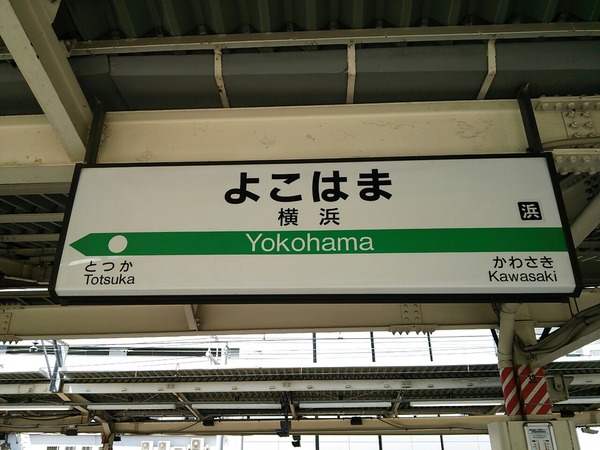 よこはま
横浜
浜
Yokohama
とつか
Totsuka
かわさき
Kawasaki